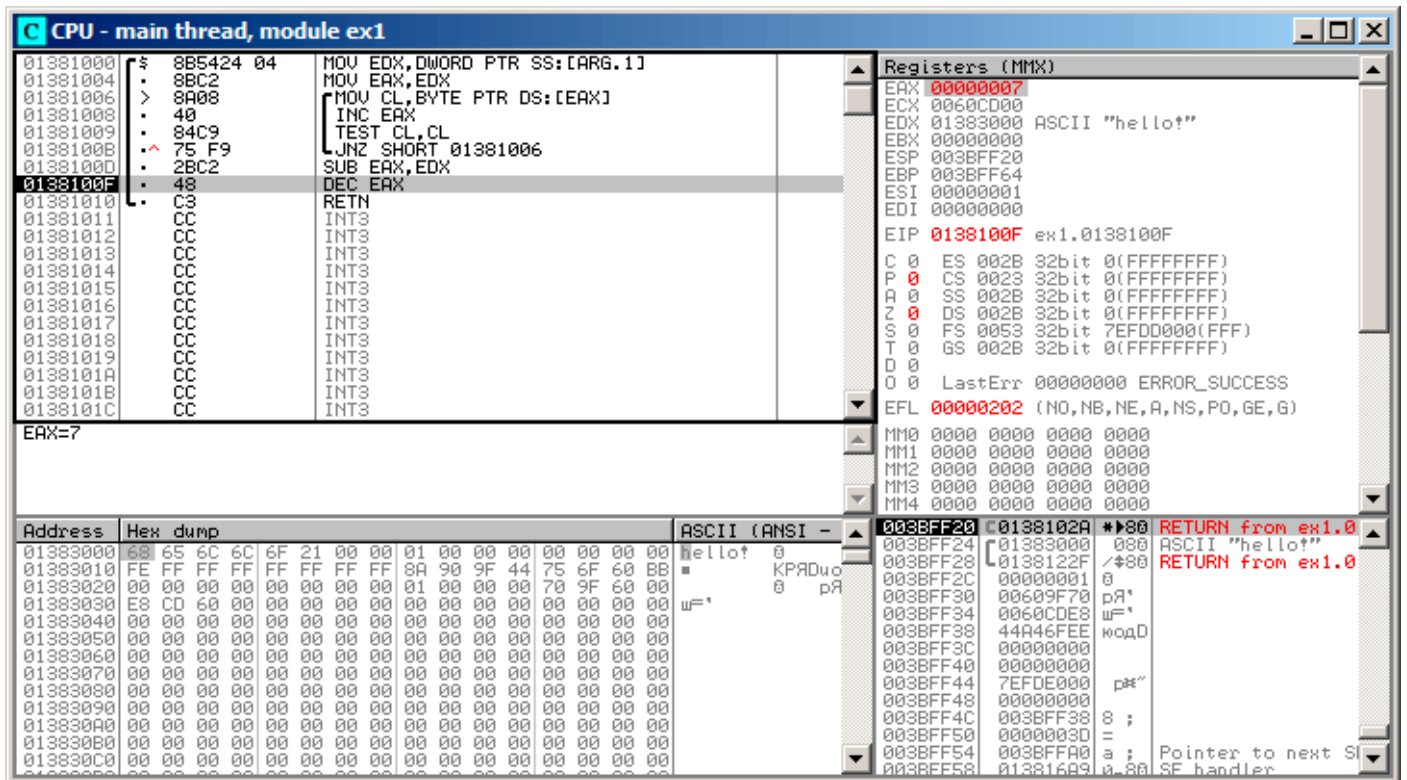 C CPU - main thread, module ex1
01381000 $ 8B5424 04 MOV EDX,DWORD PTR SS:[ARG.1]
01381004 · 8BC2 MOV EAX,EDX
01381006 > 8A08 MOV CL,BYTE PTR DS:[EAX]
01381008 · 40 INC EAX
01381009 · 84C9 TEST CL,CL
0138100B ·^ 75 F9 JNZ SHORT 01381006
0138100D · 2BC2 SUB EAX,EDX
0138100F · 48 DEC EAX
01381010 · C3 RETN
01381011 CC INT3
01381012 CC INT3
01381013 CC INT3
01381014 CC INT3
01381015 CC INT3
01381016 CC INT3
01381017 CC INT3
01381018 CC INT3
01381019 CC INT3
0138101A CC INT3
0138101B CC INT3
0138101C CC INT3
EAX=7
Registers (MMX)
EAX 00000007
ECX 0060CD00
EDX 01383000 ASCII "hello!"
EBX 00000000
ESP 003BFF20
EBP 003BFF64
ESI 00000001
EDI 00000000
EIP 0138100F ex1.0138100F
C 0 ES 002B 32bit 0(FFFFFFFF)
P 0 CS 0023 32bit 0(FFFFFFFF)
A 0 SS 002B 32bit 0(FFFFFFFF)
Z 0 DS 002B 32bit 0(FFFFFFFF)
S 0 FS 0053 32bit 7EFDD000(FFF)
T 0 GS 002B 32bit 0(FFFFFFFF)
D 0
O 0 LastErr 00000000 ERROR_SUCCESS
EFL 00000202 (NO,NB,NE,A,NS,PO,GE,G)
MM0 0000 0000 0000 0000
MM1 0000 0000 0000 0000
MM2 0000 0000 0000 0000
MM3 0000 0000 0000 0000
MM4 0000 0000 0000 0000
Address Hex dump ASCII (ANSI -
01383000 68 65 6C 6C 6F 21 00 00 01 00 00 00 00 00 00 00 hello!
01383010 FE FF FF FF FF FF FF FF 8A 90 9F 44 75 6F 60 BB
01383020 00 00 00 00 00 00 00 00 01 00 00 00 70 9F 60 00
01383030 E8 CD 60 00 00 00 00 00 00 00 00 00 00 00 00 00
01383040 00 00 00 00 00 00 00 00 00 00 00 00 00 00 00 00
01383050 00 00 00 00 00 00 00 00 00 00 00 00 00 00 00 00
01383060 00 00 00 00 00 00 00 00 00 00 00 00 00 00 00 00
01383070 00 00 00 00 00 00 00 00 00 00 00 00 00 00 00 00
01383080 00 00 00 00 00 00 00 00 00 00 00 00 00 00 00 00
01383090 00 00 00 00 00 00 00 00 00 00 00 00 00 00 00 00
013830A0 00 00 00 00 00 00 00 00 00 00 00 00 00 00 00 00
013830B0 00 00 00 00 00 00 00 00 00 00 00 00 00 00 00 00
013830C0 00 00 00 00 00 00 00 00 00 00 00 00 00 00 00 00
003BFF20 0138102A RETURN from ex1.0
003BFF24 01383000 ASCII "hello!"
003BFF28 0138122F RETURN from ex1.0
003BFF2C 00000001
003BFF30 00609F70 pЯ'
003BFF34 0060CDE8 ш='
003BFF38 44A46FEE юодD
003BFF3C 00000000
003BFF40 00000000
003BFF44 7EFDE000
003BFF48 00000000
003BFF4C 003BFF38 8 ;
003BFF50 0000003D =
003BFF54 003BFFA0 a ; Pointer to next S
003BFF58 013816A9 SE handler